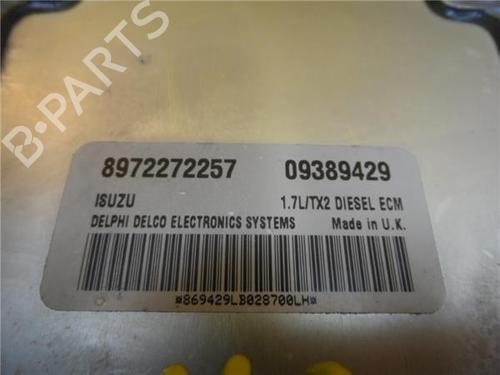 B-PARTS
8972272257 09389429
ISUZU 1.7L/TX2 DIESEL ECM
DELPHI DELCO ELECTRONICS SYSTEMS Made in U.K.
*869429LB028700LH*